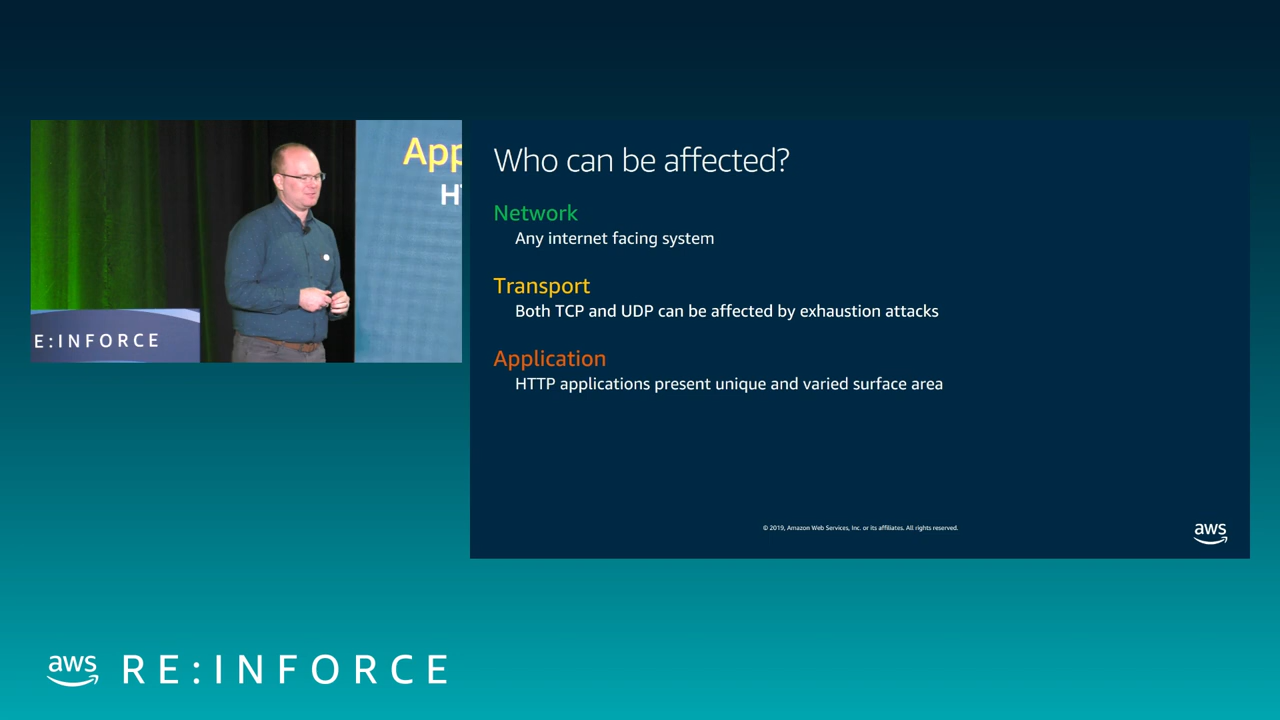 App
E:INFORCE
Who can be affected?
Network
Any internet facing system
Transport
Both TCP and UDP can be affected by exhaustion attacks
Application
HTTP applications present unique and varied surface area
© 2019, Amazon Web Services, Inc. or its affiliates. All rights reserved.
aws
aws RE:INFORCE